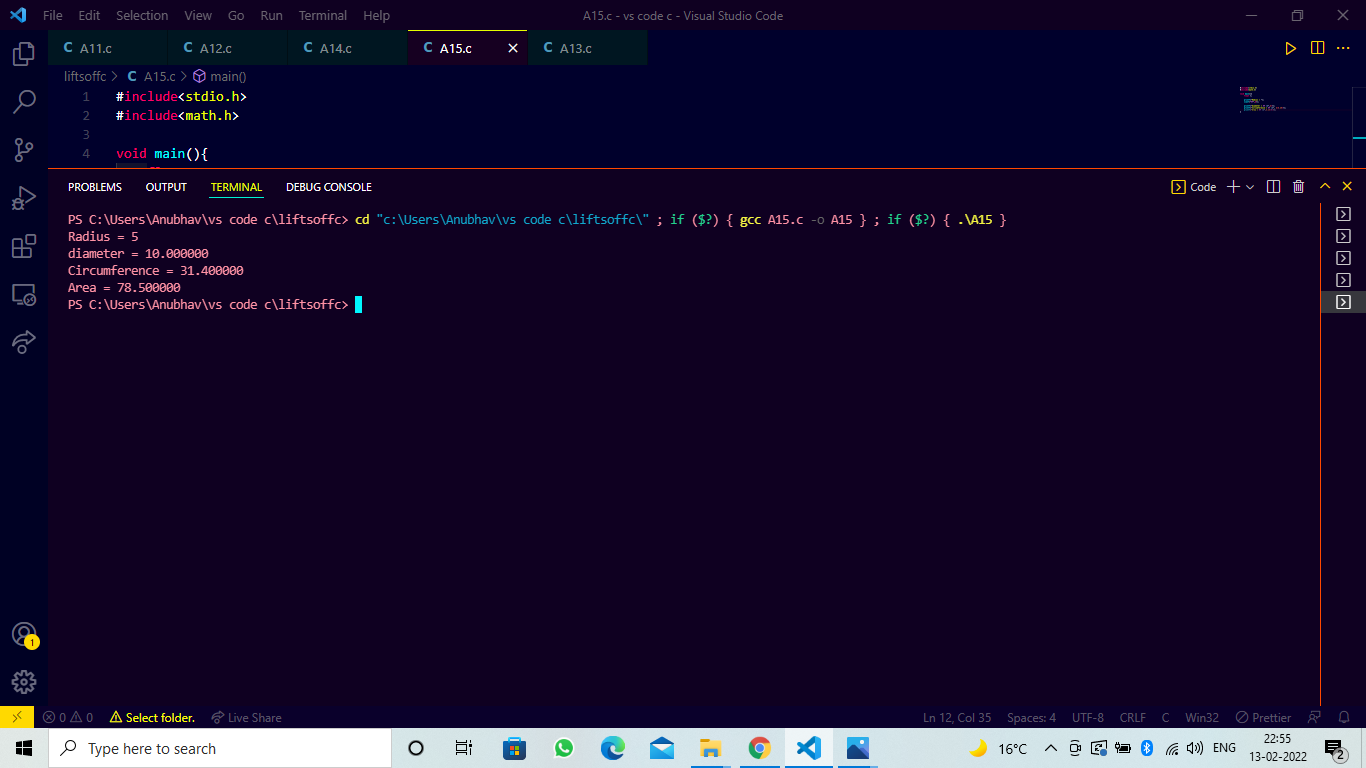 File Edit Selection View Go Run Terminal Help A15.c - vs code c - Visual Studio Code
A11.c A12.c A14.c A15.c A13.c
liftsoffc > C A15.c > main()
1 #include<stdio.h>
2 #include<math.h>
3
4 void main(){
PROBLEMS OUTPUT TERMINAL DEBUG CONSOLE Code
PS C:\Users\Anubhav\vs code c\liftsoffc> cd "c:\Users\Anubhav\vs code c\liftsoffc\" ; if ($?) { gcc A15.c -o A15 } ; if ($?) { .\A15 }
Radius = 5
diameter = 10.000000
Circumference = 31.400000
Area = 78.500000
PS C:\Users\Anubhav\vs code c\liftsoffc>
1
0 0 Select folder. Live Share Ln 12, Col 35 Spaces: 4 UTF-8 CRLF C Win32 Prettier
Type here to search 16°C ENG 22:55
13-02-2022 2